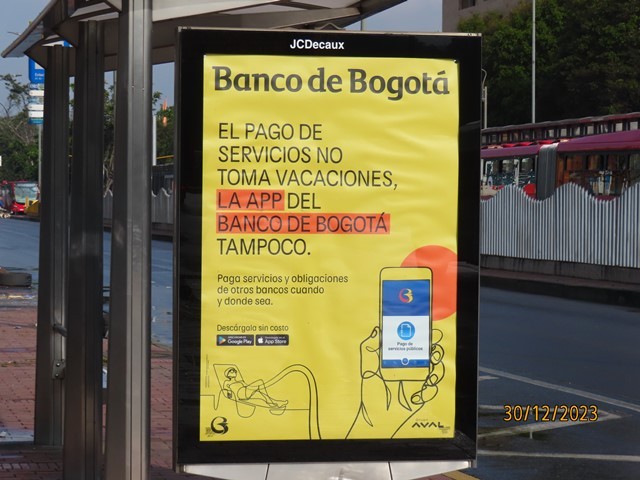 JCDecaux
Banco de Bogotá
EL PAGO DE
SERVICIOS NO
TOMA VACACIONES,
LA APP DEL
BANCO DE BOGOTÁ
TAMPOCO.
Paga servicios y obligaciones
de otros bancos cuando
y donde sea.
Descárgala sin costo
Google Play
App Store
Pago de
servicios públicos
AVAL
30/12/2023